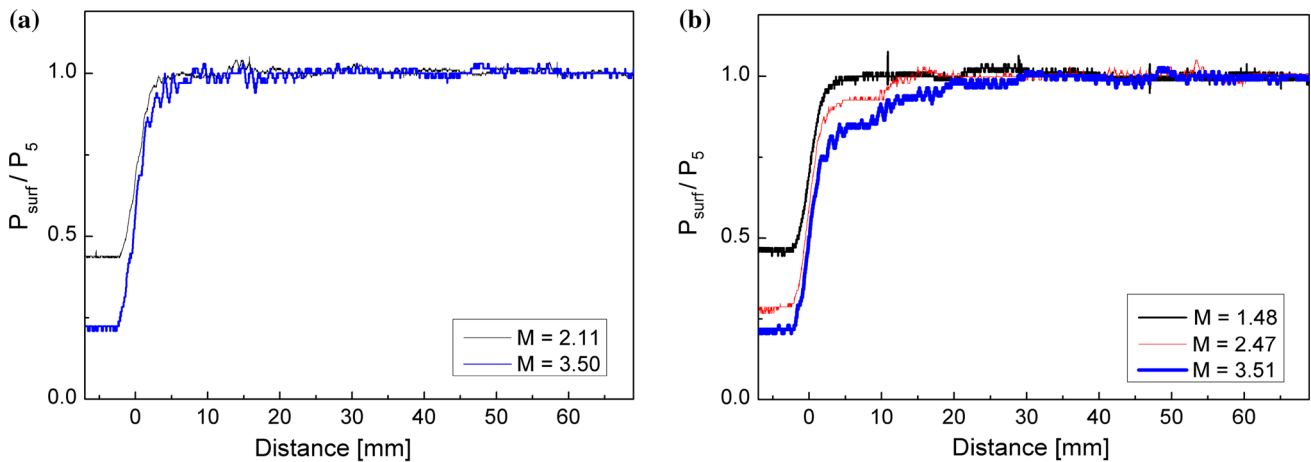 (a)
1.0
0.5
0.0
P_surf / P_5
0 10 20 30 40 50 60
Distance [mm]
M = 2.11
M = 3.50
(b)
1.0
0.5
0.0
P_surf / P_5
0 10 20 30 40 50 60
Distance [mm]
M = 1.48
M = 2.47
M = 3.51